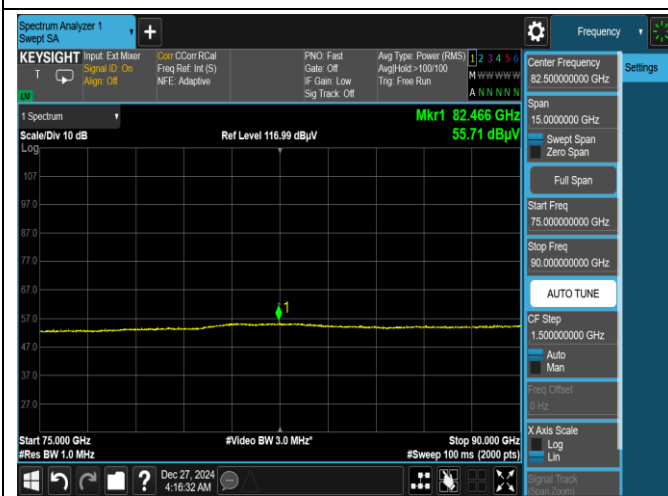 Spectrum Analyzer 1
Swept SA
Frequency
KEYSIGHT
T
LXI
Input: Ext Mixer
Signal ID: On
Align: Off
Corr CCorr RCal
Freq Ref: Int (S)
NFE: Adaptive
PNO: Fast
Gate: Off
IF Gain: Low
Sig Track: Off
Avg Type: Power (RMS)
Avg|Hold:>100/100
Trig: Free Run
1 2 3 4 5 6
M W W W W W
A N N N N N
1 Spectrum
Scale/Div 10 dB
Ref Level 116.99 dBµV
Mkr1 82.466 GHz
55.71 dBµV
Log
107
97.0
87.0
77.0
67.0
57.0
47.0
37.0
27.0
1
Start 75.000 GHz
#Res BW 1.0 MHz
#Video BW 3.0 MHz*
Stop 90.000 GHz
#Sweep 100 ms (2000 pts)
Dec 27, 2024
4:16:32 AM
Center Frequency
82.500000000 GHz
Span
15.0000000 GHz
Swept Span
Zero Span
Full Span
Start Freq
75.000000000 GHz
Stop Freq
90.000000000 GHz
AUTO TUNE
CF Step
1.500000000 GHz
Auto
Man
Freq Offset
0 Hz
X Axis Scale
Log
Lin
Signal Track
(Span Zoom)
Settings